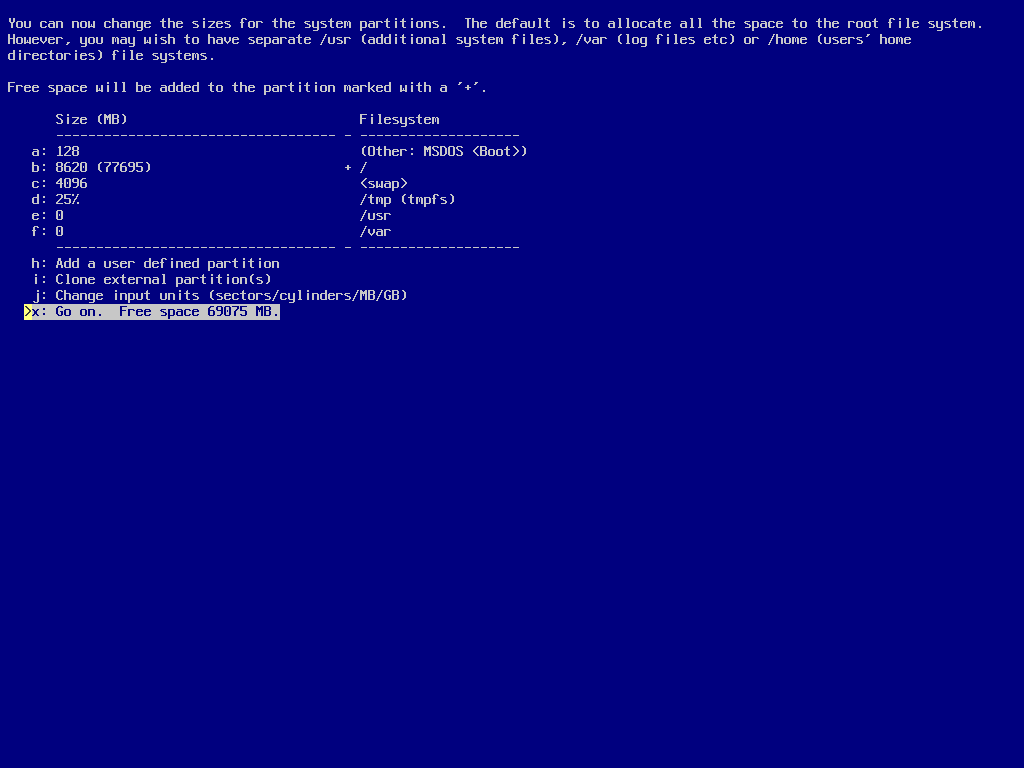 You can now change the sizes for the system partitions.  The default is to allocate all the space to the root file system.
However, you may wish to have separate /usr (additional system files), /var (log files etc) or /home (users' home
directories) file systems.

Free space will be added to the partition marked with a '+'.

      Size (MB)                             Filesystem
      ----------------------------------- - --------------------
   a: 128                                   (Other: MSDOS <Boot>)
   b: 8620 (77695)                        + /
   c: 4096                                  <swap>
   d: 25%                                   /tmp (tmpfs)
   e: 0                                     /usr
   f: 0                                     /var
      ----------------------------------- - --------------------
   h: Add a user defined partition
   i: Clone external partition(s)
   j: Change input units (sectors/cylinders/MB/GB)
  >x: Go on.  Free space 69075 MB.